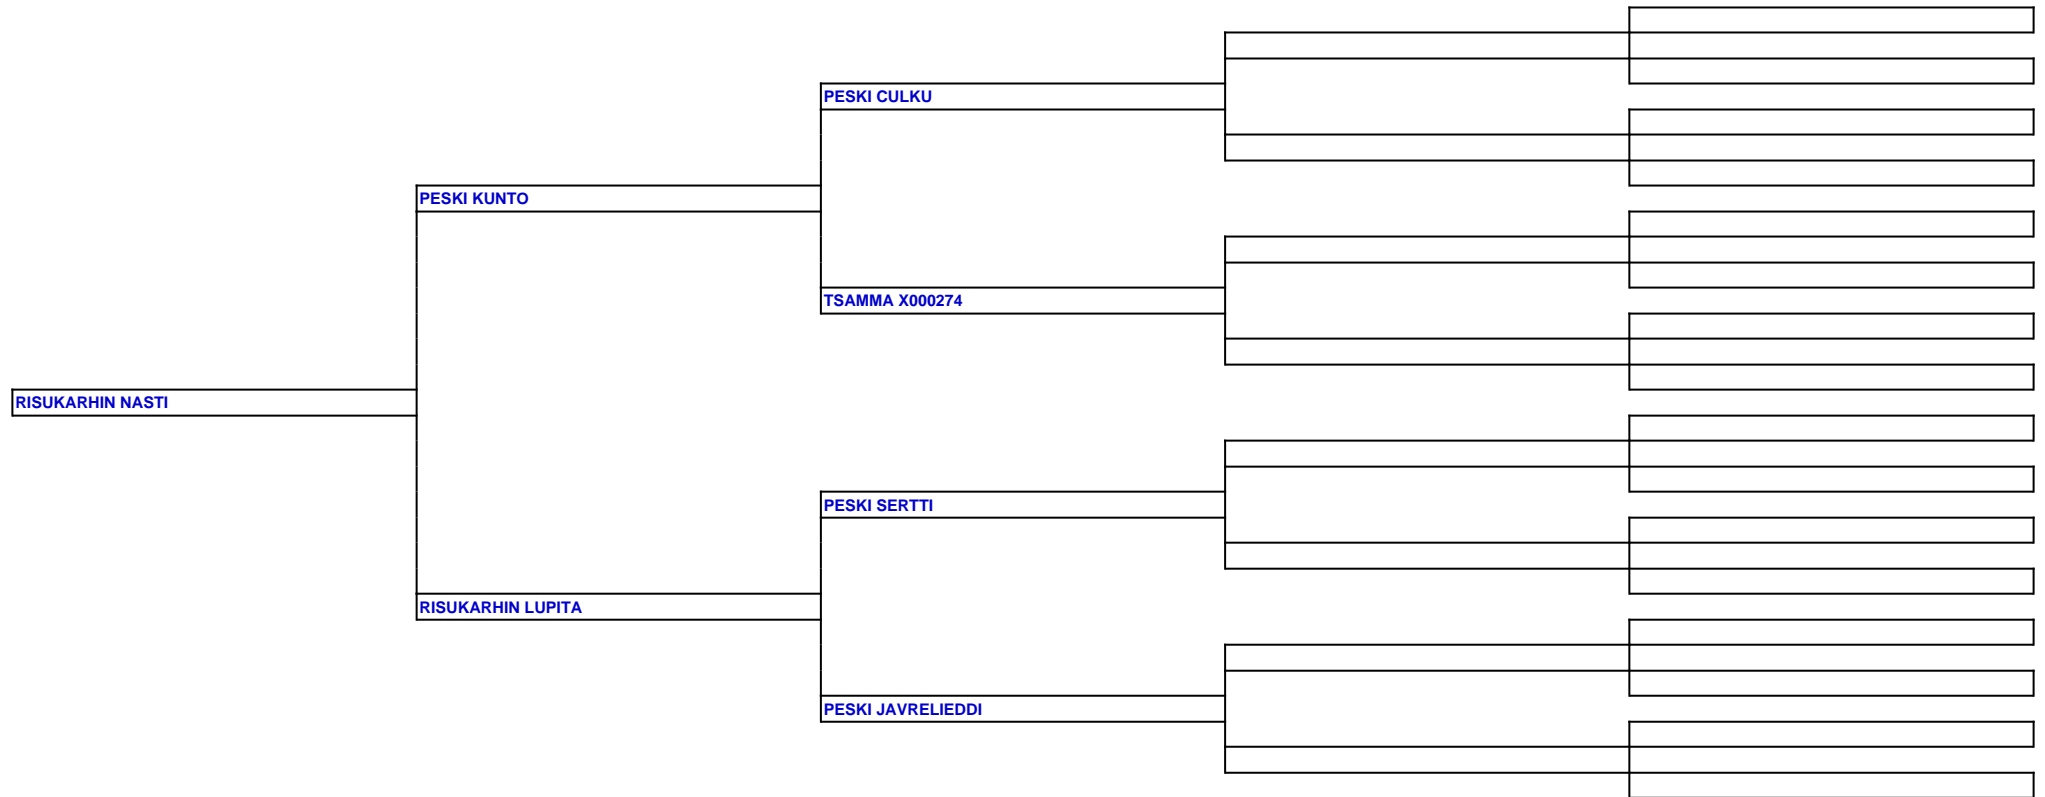 PESKI CULKU
PESKI KUNTO
TSAMMA X000274
RISUKARHIN NASTI
PESKI SERTTI
RISUKARHIN LUPITA
PESKI JAVRELIEDDI